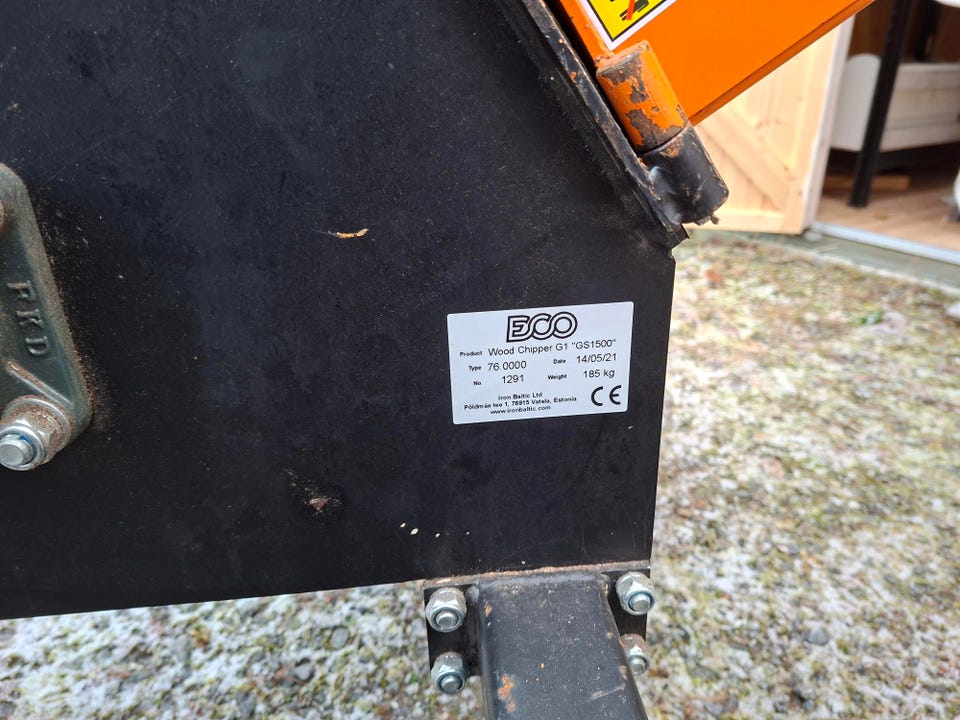 FKD
ECO
Product Wood Chipper G1 "GS1500"
Type 76.0000 Date 14/05/21
No 1291 Weight 185 kg
Iron Baltic Ltd
Põldmäe tee 1, 76915 Vatsla, Estonia
www.ironbaltic.com
CE